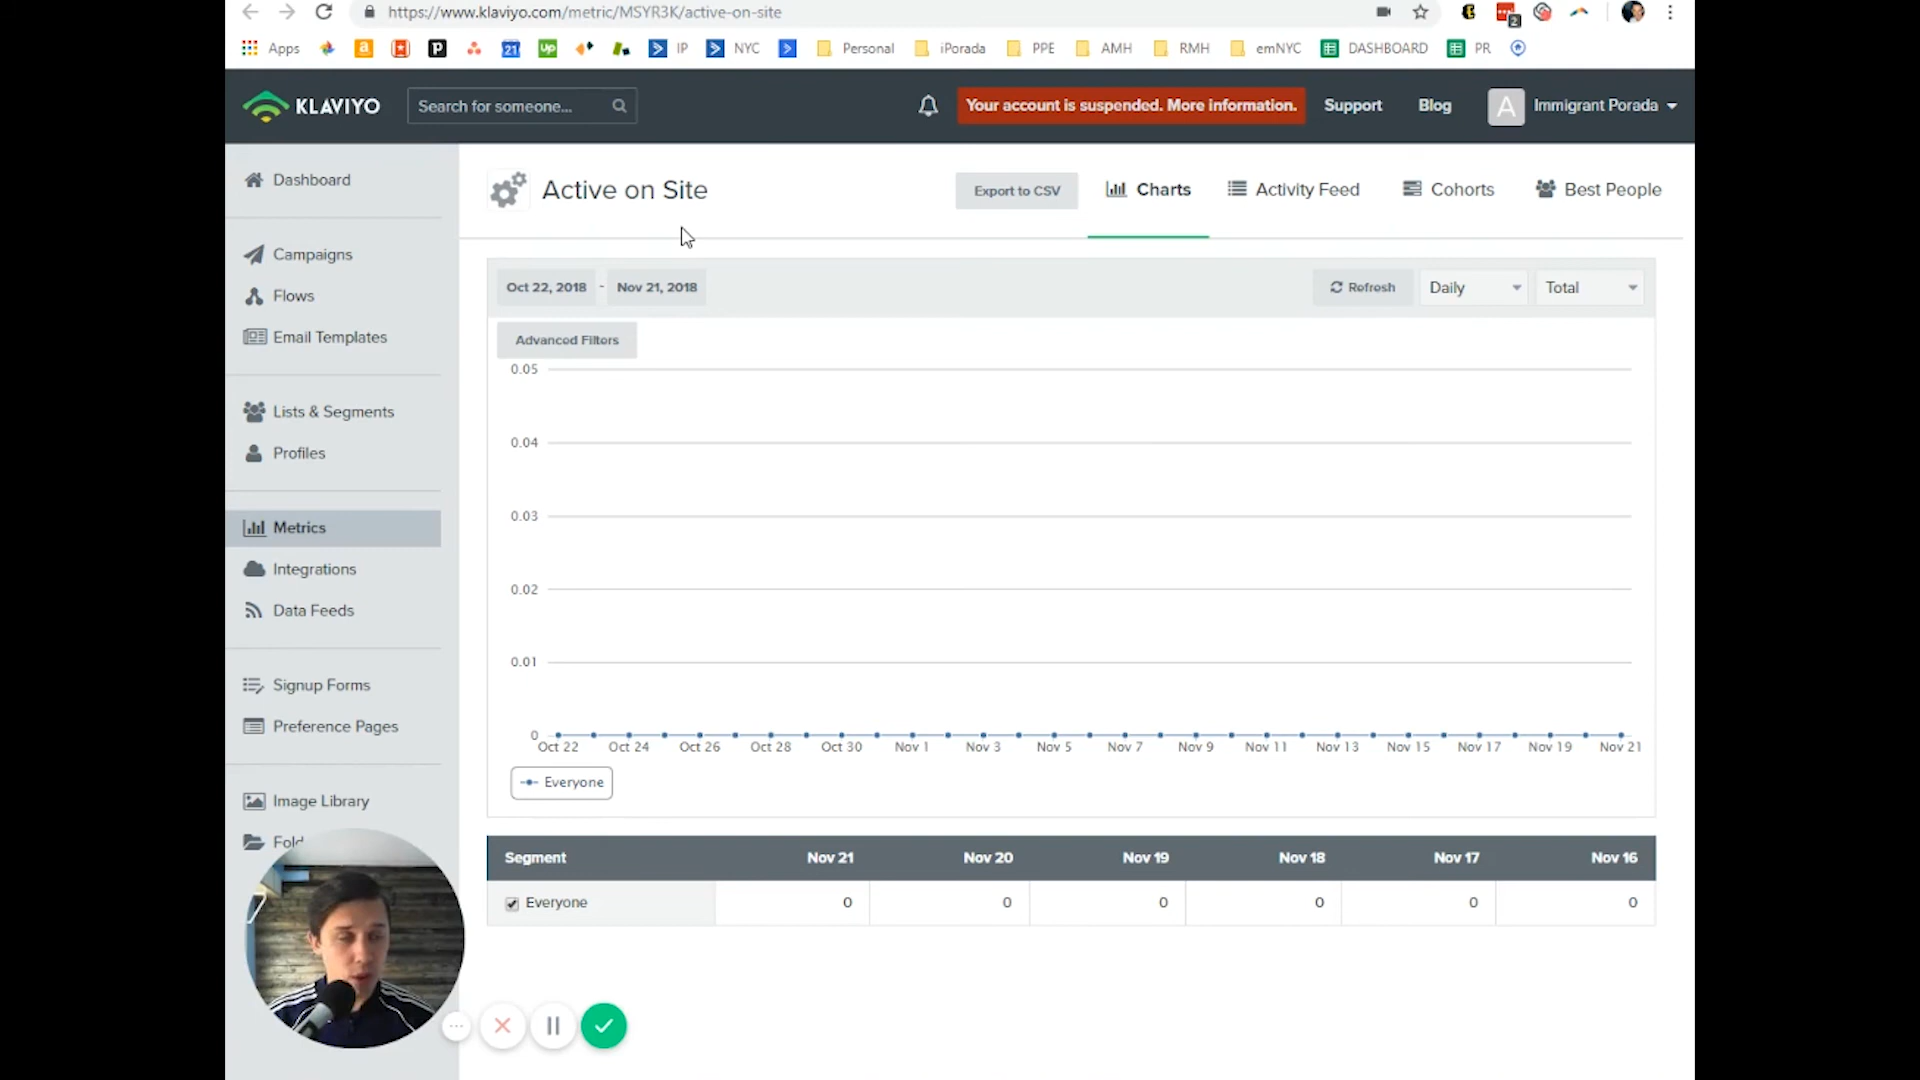 https://www.klaviyo.com/metric/MSYR3K/active-on-site
2
Apps
a
P
21
up
IP
NYC
Personal
iPorada
PPE
AMH
RMH
emNYC
DASHBOARD
PR
KLAVIYO
Search for someone...
Your account is suspended. More information.
Support
Blog
A
Immigrant Porada
Dashboard
Campaigns
Flows
Email Templates
Lists & Segments
Profiles
Metrics
Integrations
Data Feeds
Signup Forms
Preference Pages
Image Library
Fold
Active on Site
Export to CSV
Charts
Activity Feed
Cohorts
Best People
Oct 22, 2018 - Nov 21, 2018
Refresh
Daily
Total
Advanced Filters
0.05
0.04
0.03
0.02
0.01
0
Oct 22 Oct 24 Oct 26 Oct 28 Oct 30 Nov 1 Nov 3 Nov 5 Nov 7 Nov 9 Nov 11 Nov 13 Nov 15 Nov 17 Nov 19 Nov 21
Everyone
Segment Nov 21 Nov 20 Nov 19 Nov 18 Nov 17 Nov 16
Everyone 0 0 0 0 0 0